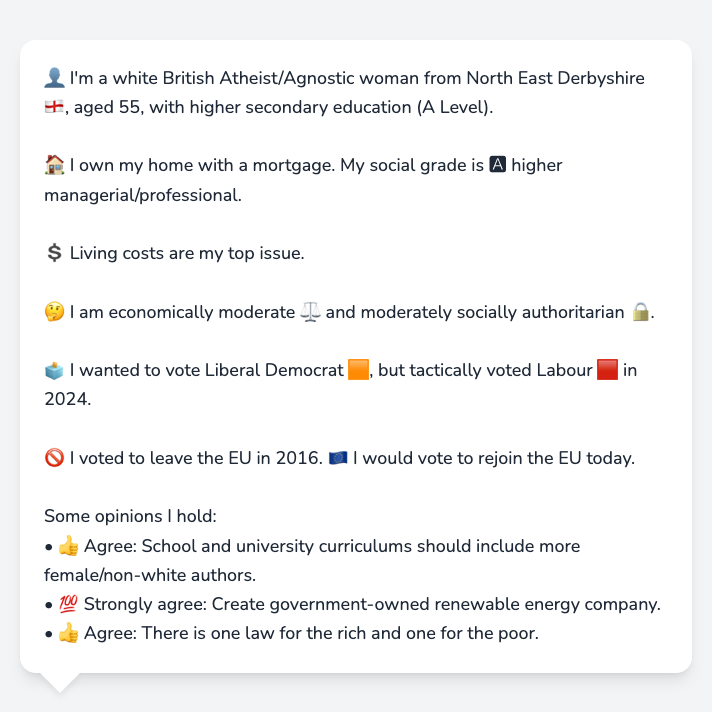 👤 I'm a white British Atheist/Agnostic woman from North East Derbyshire
🏴󠁧󠁢󠁥󠁮󠁧󠁿, aged 55, with higher secondary education (A Level).
🏠 I own my home with a mortgage. My social grade is 🅰 higher
managerial/professional.
💲 Living costs are my top issue.
🤔 I am economically moderate ⚖️ and moderately socially authoritarian 🔒.
🗳️ I wanted to vote Liberal Democrat 🟧, but tactically voted Labour 🟥 in
2024.
🚫 I voted to leave the EU in 2016. 🇪🇺 I would vote to rejoin the EU today.
Some opinions I hold:
• 👍 Agree: School and university curriculums should include more
female/non-white authors.
• 💯 Strongly agree: Create government-owned renewable energy company.
• 👍 Agree: There is one law for the rich and one for the poor.